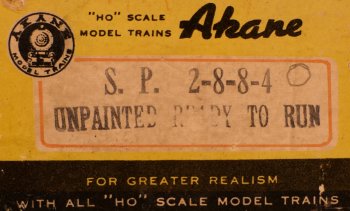 AKANE
MODEL TRAINS
"HO" SCALE
MODEL TRAINS
Akane
S. P. 2-8-8-4
UNPAINTED READY TO RUN
FOR GREATER REALISM
WITH ALL "HO" SCALE MODEL TRAINS